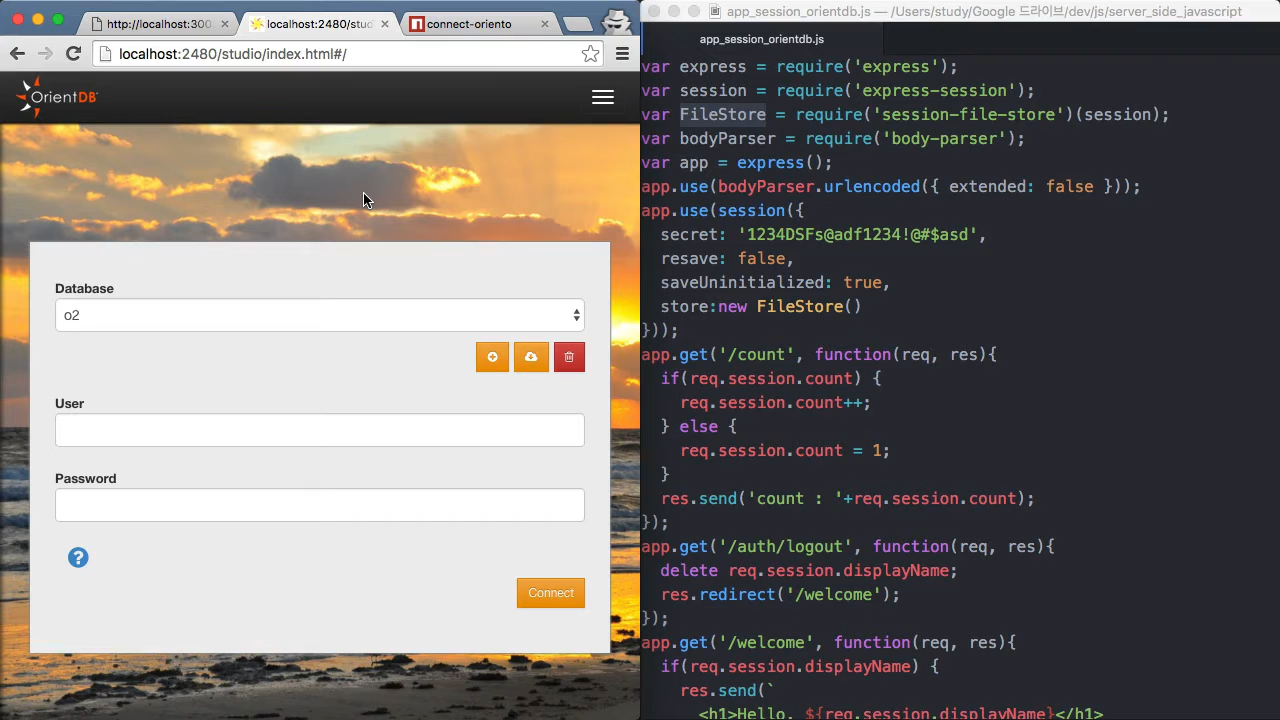 http://localhost:300
localhost:2480/stud
connect-oriento
localhost:2480/studio/index.html#/
OrientDB
Database
o2
User
Password
?
Connect
app_session_orientdb.js — /Users/study/Google 드라이브/dev/js/server_side_javascript
app_session_orientdb.js
var express = require('express');
var session = require('express-session');
var FileStore = require('session-file-store')(session);
var bodyParser = require('body-parser');
var app = express();
app.use(bodyParser.urlencoded({ extended: false }));
app.use(session({
  secret: '1234DSFs@adf1234!@#$asd',
  resave: false,
  saveUninitialized: true,
  store:new FileStore()
}));
app.get('/count', function(req, res){
  if(req.session.count) {
    req.session.count++;
  } else {
    req.session.count = 1;
  }
  res.send('count : '+req.session.count);
});
app.get('/auth/logout', function(req, res){
  delete req.session.displayName;
  res.redirect('/welcome');
});
app.get('/welcome', function(req, res){
  if(req.session.displayName) {
    res.send(`
      <h1>Hello, ${req.session.displayName}</h1>